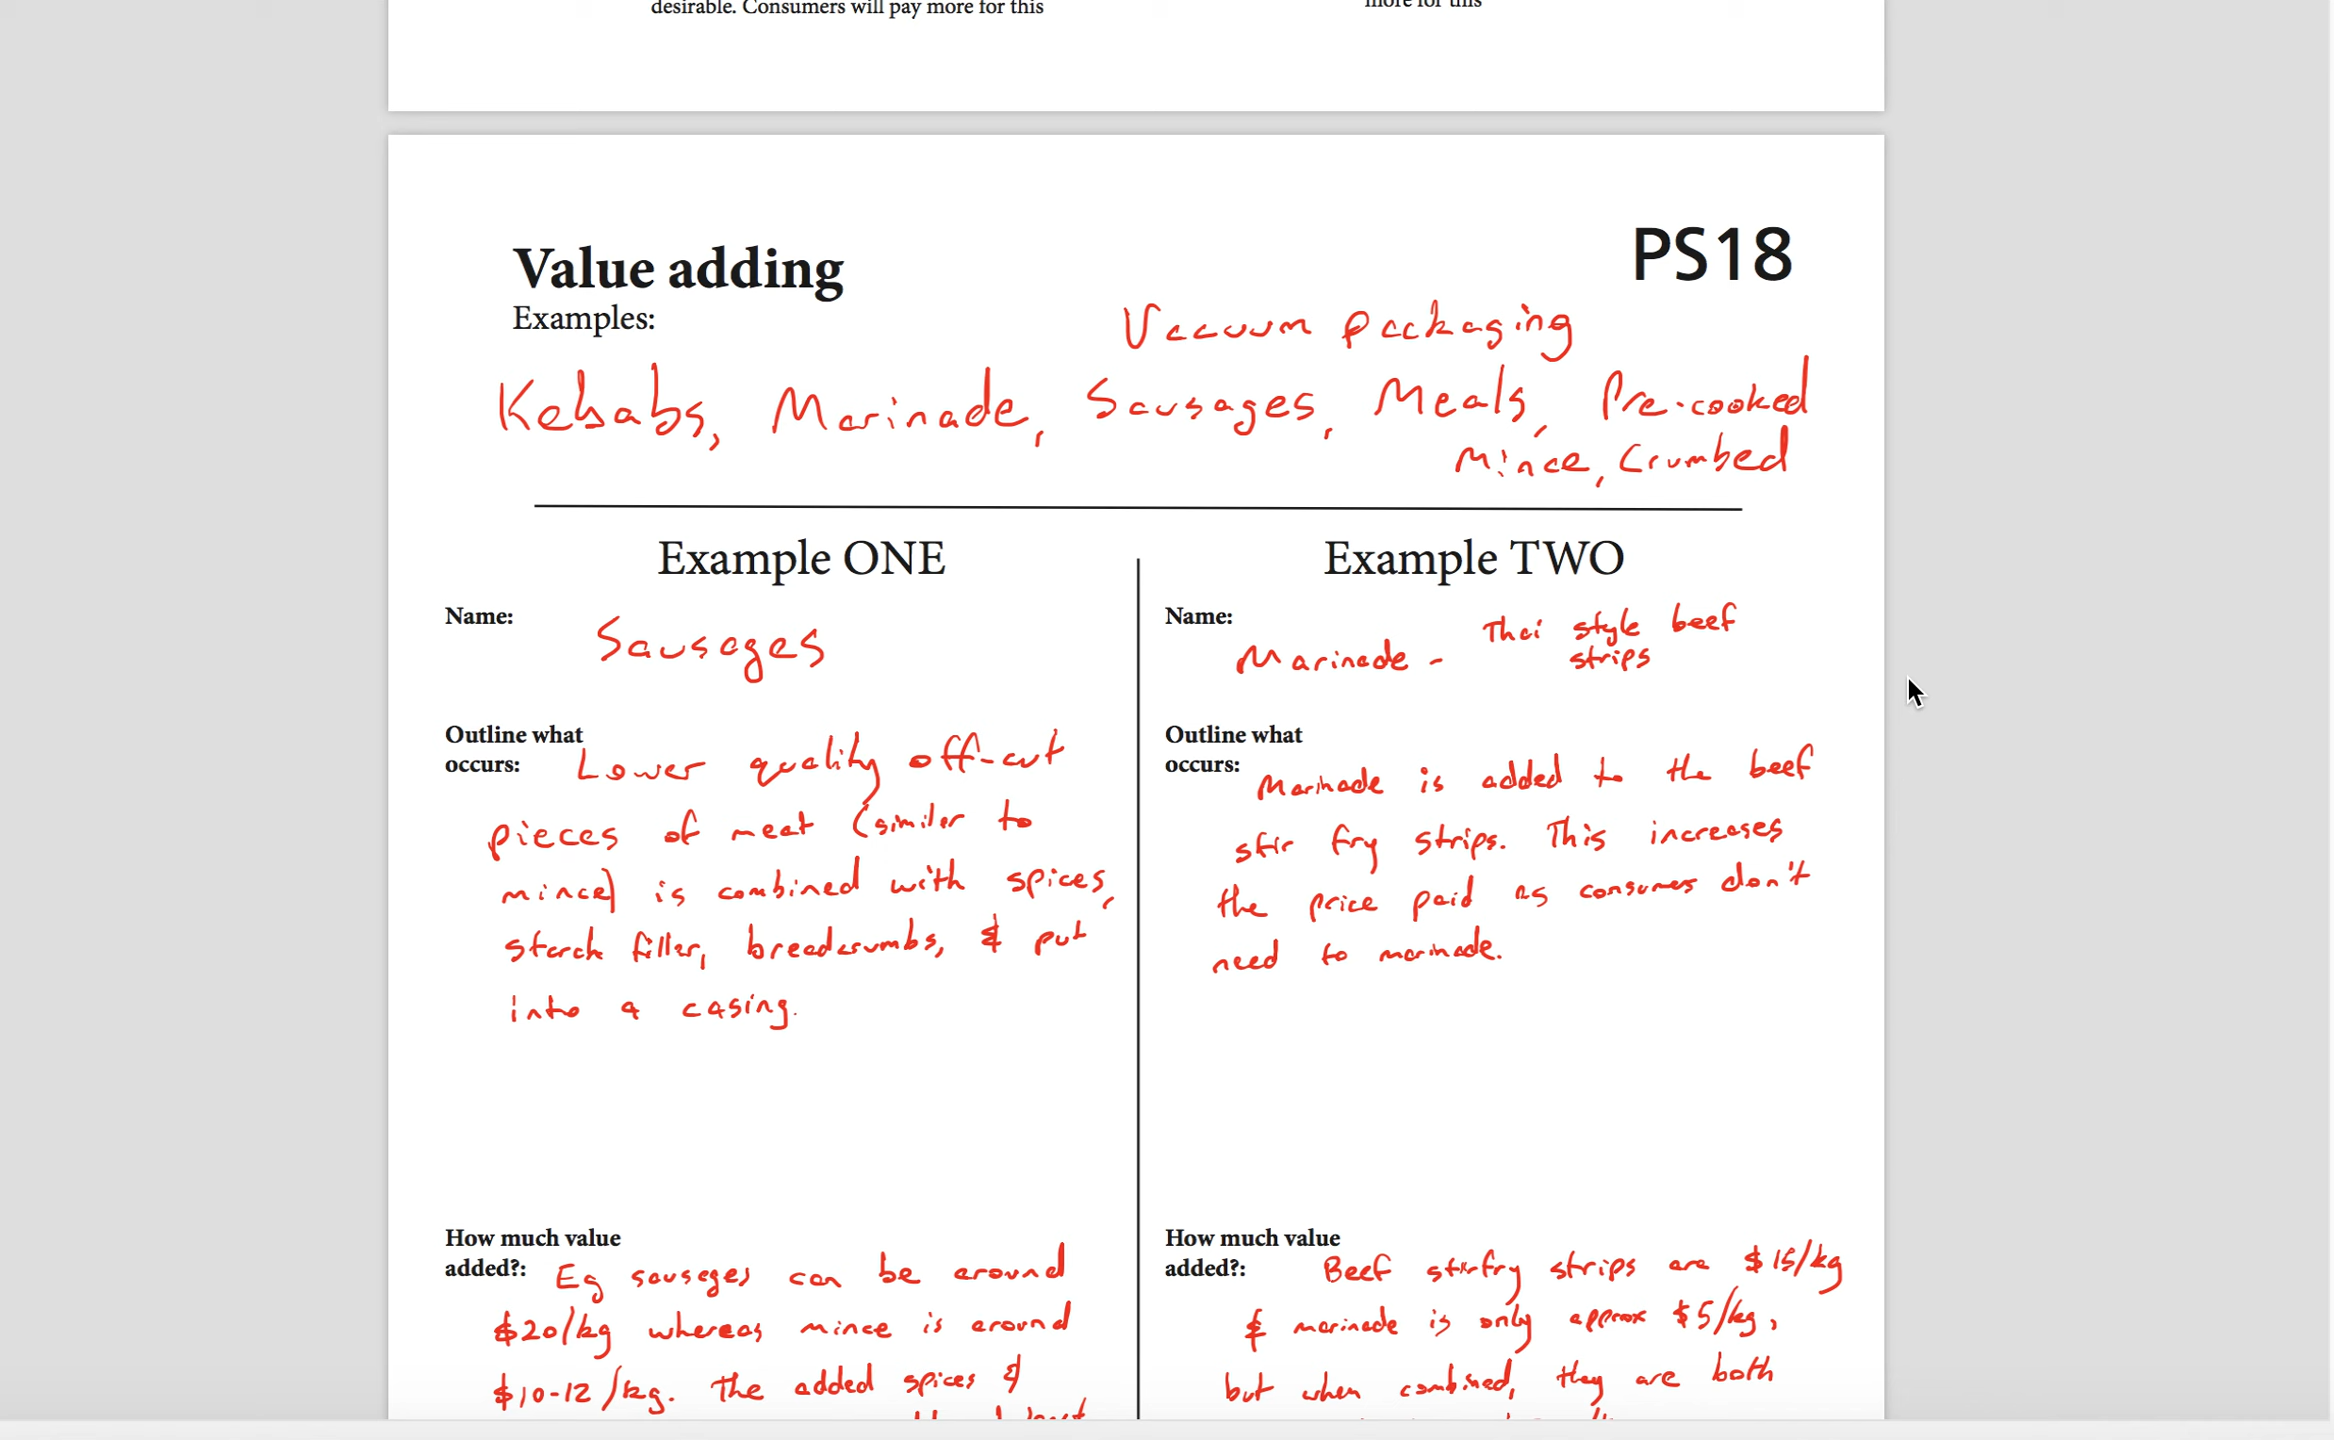 desirable. Consumers will pay more for this
more for this
PS18
Value adding
Examples:
Vacuum packaging
Kebabs, Marinade, Sausages, Meals, Pre-cooked
Mince, Crumbed
Example ONE
Name:
Sausages
Outline what
occurs: Lower quality off-cut
pieces of meat (similar to
mince) is combined with spices,
starch filler, breadcrumbs, & put
into a casing.
How much value
added?: Eg sausages can be around
$20/kg whereas mince is around
$10-12/kg. The added spices &
Example TWO
Name:
Marinade - Thai style beef
strips
Outline what
occurs: Marinade is added to the beef
stir fry strips. This increases
the price paid as consumers don't
need to marinade.
How much value
added?: Beef stirfry strips are $15/kg
& marinade is only approx $5/kg,
but when combined, they are both